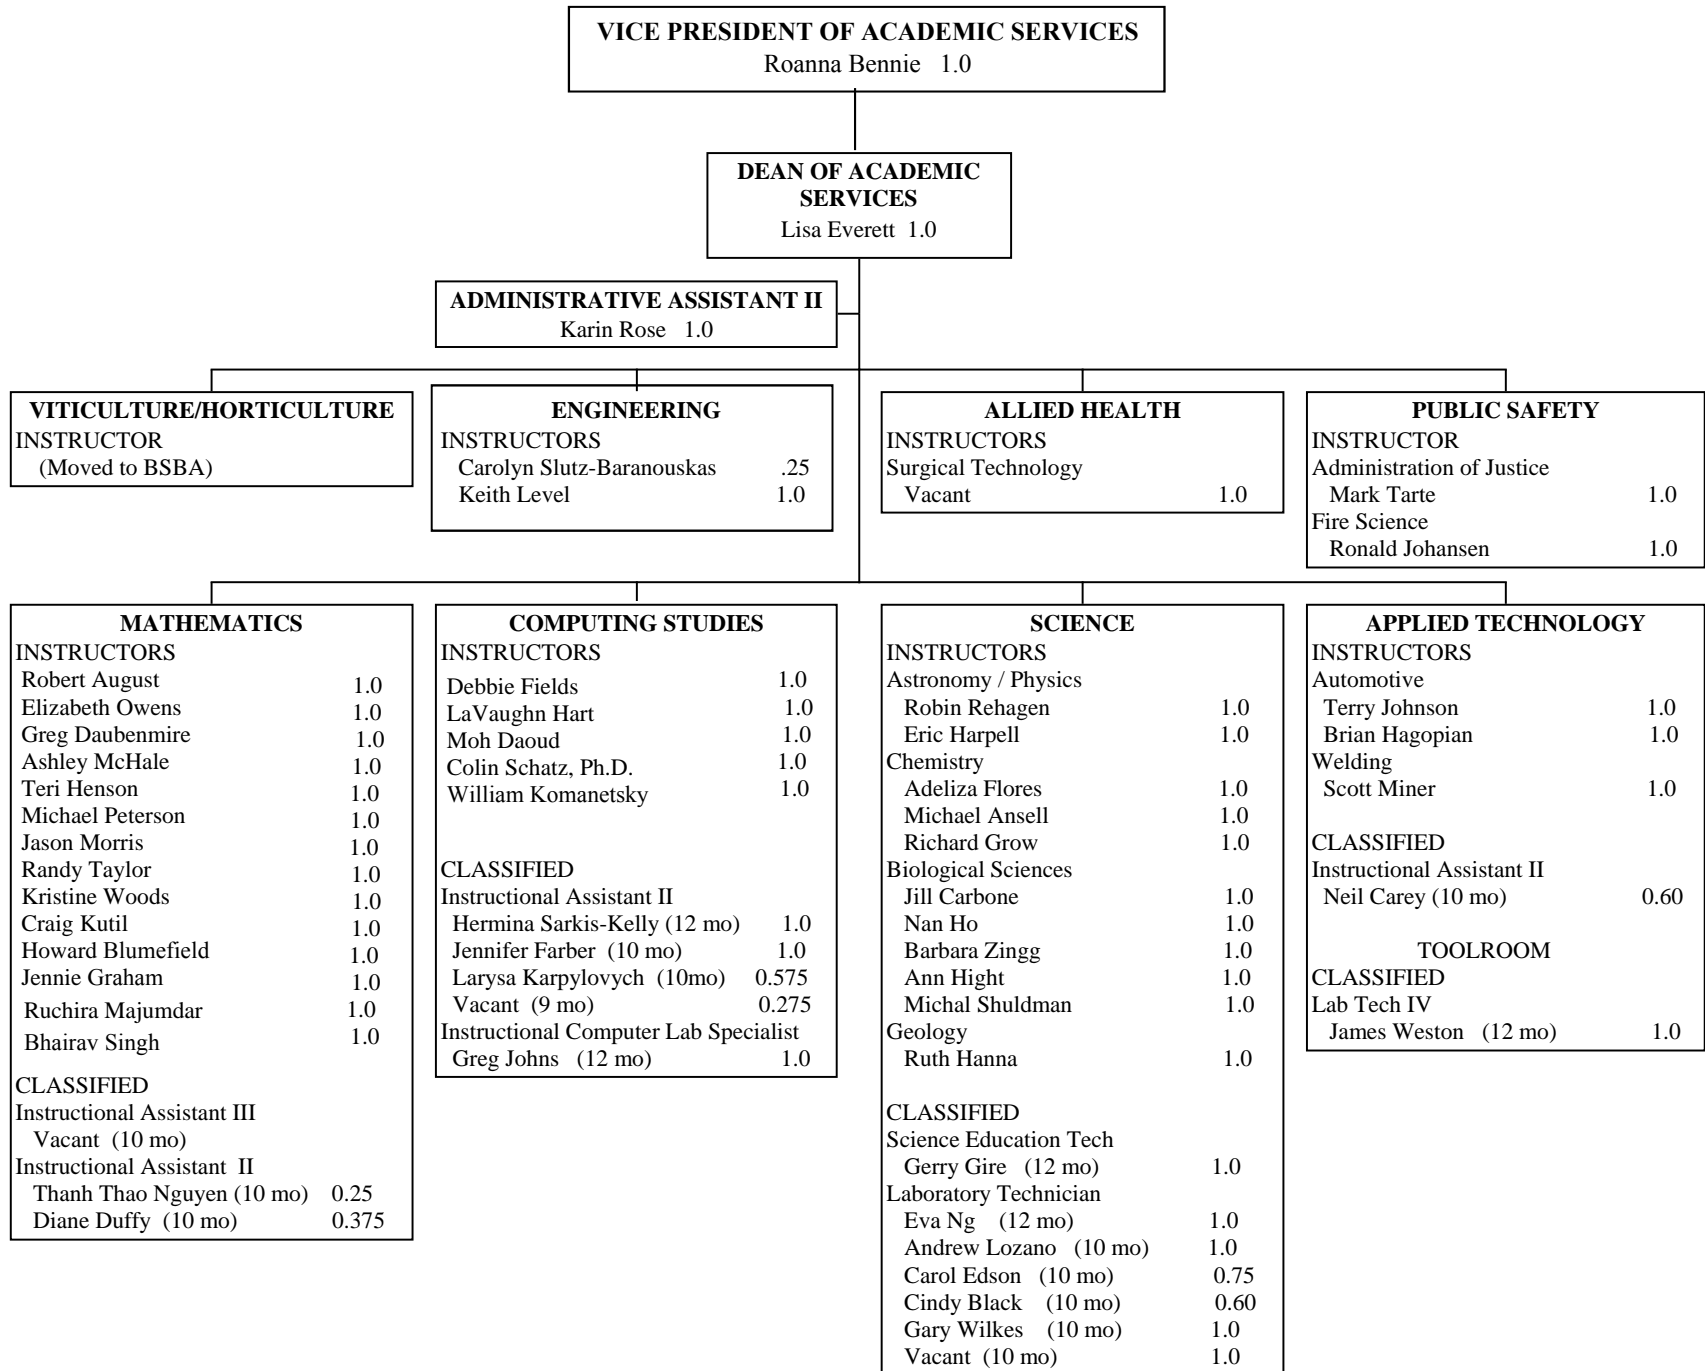 VICE PRESIDENT OF ACADEMIC SERVICES
Roanna Bennie 1.0
DEAN OF ACADEMIC
SERVICES
Lisa Everett 1.0
ADMINISTRATIVE ASSISTANT II
Karin Rose 1.0
VITICULTURE/HORTICULTURE
INSTRUCTOR
(Moved to BSBA)
ENGINEERING
INSTRUCTORS
Carolyn Slutz-Baranouskas .25
Keith Level 1.0
ALLIED HEALTH
INSTRUCTORS
Surgical Technology
Vacant 1.0
PUBLIC SAFETY
INSTRUCTOR
Administration of Justice
Mark Tarte 1.0
Fire Science
Ronald Johansen 1.0
MATHEMATICS
INSTRUCTORS
Robert August 1.0
Elizabeth Owens 1.0
Greg Daubenmire 1.0
Ashley McHale 1.0
Teri Henson 1.0
Michael Peterson 1.0
Jason Morris 1.0
Randy Taylor 1.0
Kristine Woods 1.0
Craig Kutil 1.0
Howard Blumefield 1.0
Jennie Graham 1.0
Ruchira Majumdar 1.0
Bhairav Singh 1.0
CLASSIFIED
Instructional Assistant III
Vacant (10 mo)
Instructional Assistant II
Thanh Thao Nguyen (10 mo) 0.25
Diane Duffy (10 mo) 0.375
COMPUTING STUDIES
INSTRUCTORS
Debbie Fields 1.0
LaVaughn Hart 1.0
Moh Daoud 1.0
Colin Schatz, Ph.D. 1.0
William Komanetsky 1.0
CLASSIFIED
Instructional Assistant II
Hermina Sarkis-Kelly (12 mo) 1.0
Jennifer Farber (10 mo) 1.0
Larysa Karpylovych (10mo) 0.575
Vacant (9 mo) 0.275
Instructional Computer Lab Specialist
Greg Johns (12 mo) 1.0
SCIENCE
INSTRUCTORS
Astronomy / Physics
Robin Rehagen 1.0
Eric Harpell 1.0
Chemistry
Adeliza Flores 1.0
Michael Ansell 1.0
Richard Grow 1.0
Biological Sciences
Jill Carbone 1.0
Nan Ho 1.0
Barbara Zingg 1.0
Ann Hight 1.0
Michal Shuldman 1.0
Geology
Ruth Hanna 1.0
CLASSIFIED
Science Education Tech
Gerry Gire (12 mo) 1.0
Laboratory Technician
Eva Ng (12 mo) 1.0
Andrew Lozano (10 mo) 1.0
Carol Edson (10 mo) 0.75
Cindy Black (10 mo) 0.60
Gary Wilkes (10 mo) 1.0
Vacant (10 mo) 1.0
APPLIED TECHNOLOGY
INSTRUCTORS
Automotive
Terry Johnson 1.0
Brian Hagopian 1.0
Welding
Scott Miner 1.0
CLASSIFIED
Instructional Assistant II
Neil Carey (10 mo) 0.60
TOOLROOM
CLASSIFIED
Lab Tech IV
James Weston (12 mo) 1.0